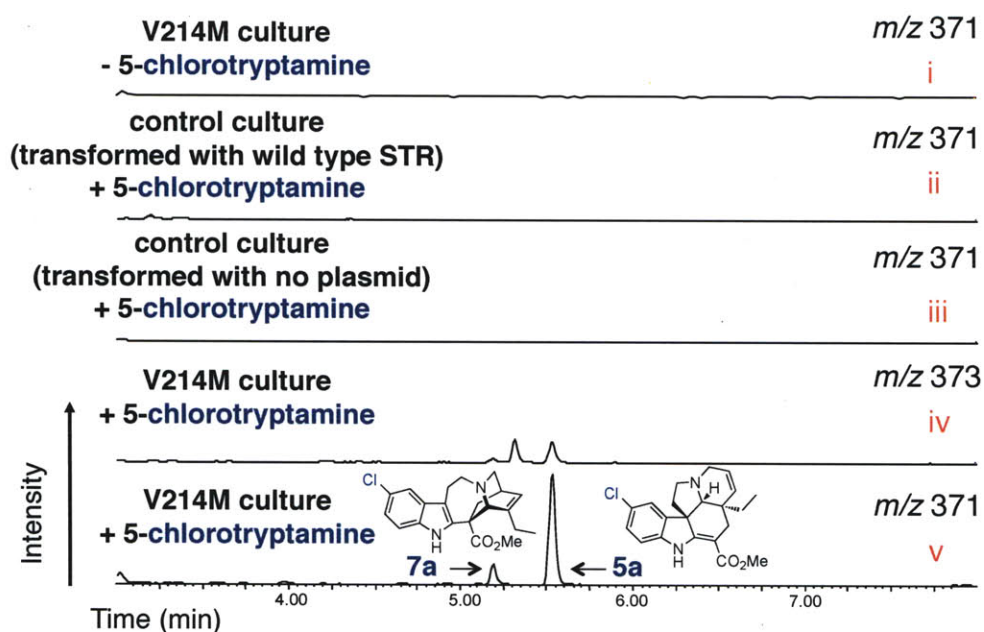 V214M culture
- 5-chlorotryptamine
m/z 371
i
control culture
(transformed with wild type STR)
+ 5-chlorotryptamine
m/z 371
ii
control culture
(transformed with no plasmid)
+ 5-chlorotryptamine
m/z 371
iii
V214M culture
+ 5-chlorotryptamine
m/z 373
iv
V214M culture
+ 5-chlorotryptamine
m/z 371
v
Intensity
Cl
N
N
H
CO2Me
7a
Cl
N
H
N
H
CO2Me
5a
4.00 5.00 6.00 7.00
Time (min)